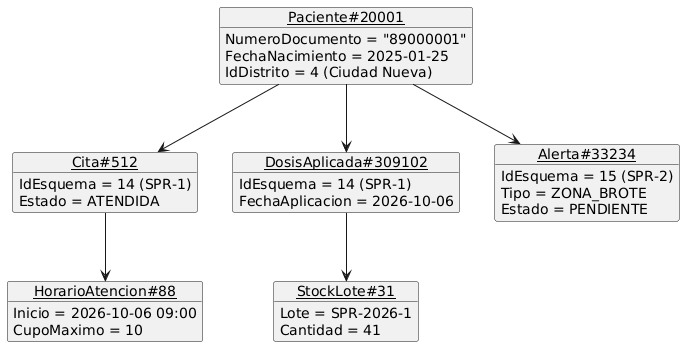 Paciente#20001
NumeroDocumento = "89000001"
FechaNacimiento = 2025-01-25
IdDistrito = 4 (Ciudad Nueva)
Cita#512
IdEsquema = 14 (SPR-1)
Estado = ATENDIDA
DosisAplicada#309102
IdEsquema = 14 (SPR-1)
FechaAplicacion = 2026-10-06
Alerta#33234
IdEsquema = 15 (SPR-2)
Tipo = ZONA_BROTE
Estado = PENDIENTE
HorarioAtencion#88
Inicio = 2026-10-06 09:00
CupoMaximo = 10
StockLote#31
Lote = SPR-2026-1
Cantidad = 41